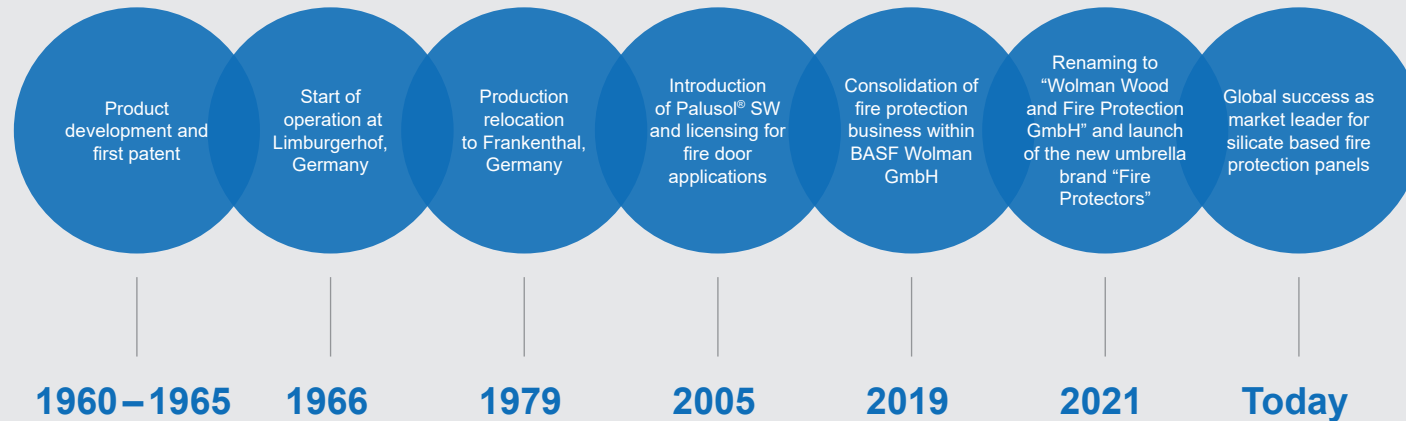 Product
development and
first patent
Start of
operation at
Limburgerhof,
Germany
Production
relocation
to Frankenthal,
Germany
Introduction
of Palusol® SW
and licensing for
fire door
applications
Consolidation of
fire protection
business within
BASF Wolman
GmbH
Renaming to
“Wolman Wood
and Fire Protection
GmbH” and launch
of the new umbrella
brand “Fire
Protectors”
Global success as
market leader for
silicate based fire
protection panels
1960–1965
1966
1979
2005
2019
2021
Today